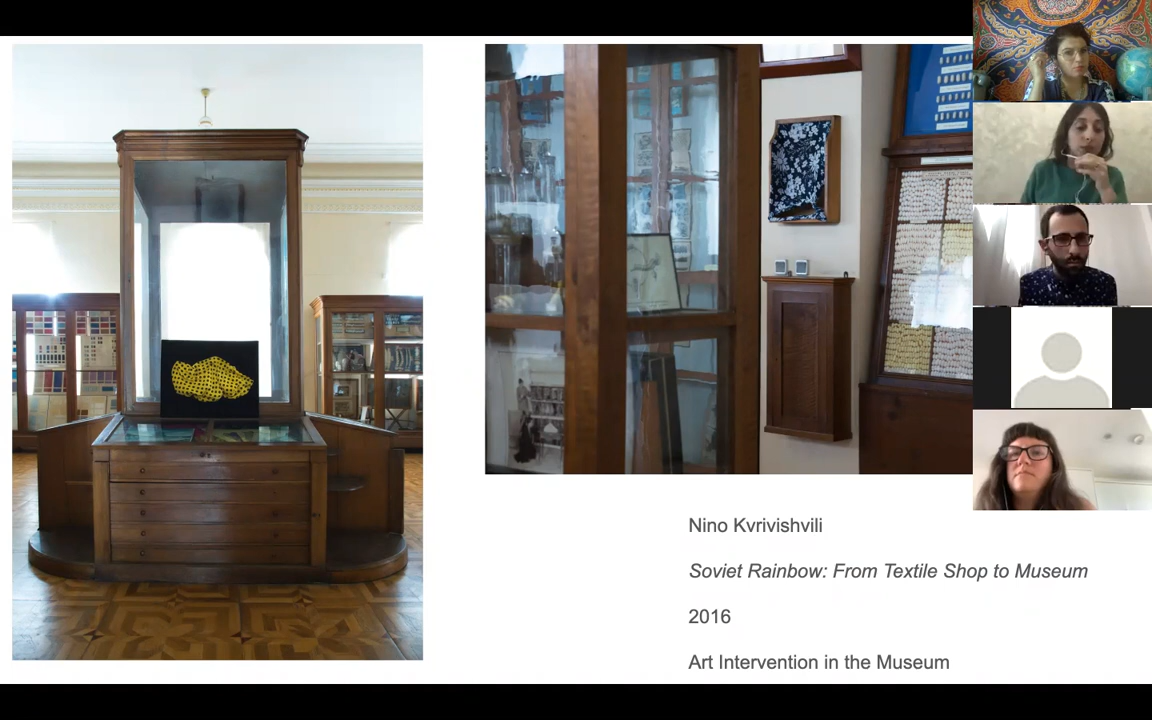 Nino Kvrivishvili
Soviet Rainbow: From Textile Shop to Museum
2016
Art Intervention in the Museum